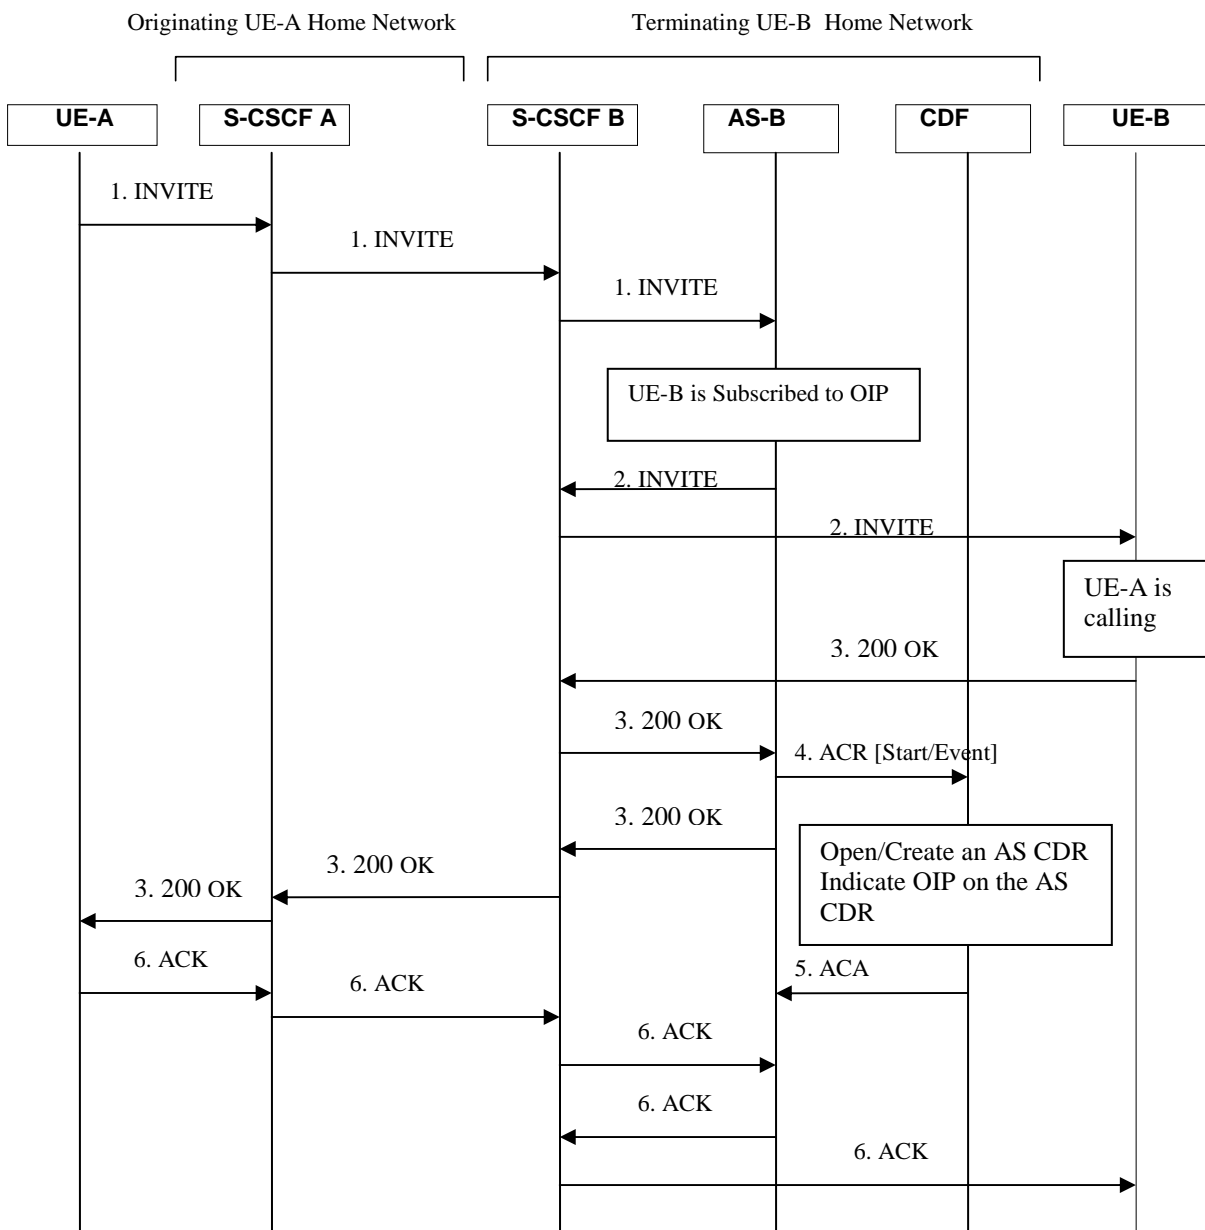 Originating UE-A Home Network
Terminating UE-B  Home Network
UE-A
S-CSCF A
S-CSCF B
AS-B
CDF
UE-B
1. INVITE
1. INVITE
1. INVITE
UE-B is Subscribed to OIP
2. INVITE
2. INVITE
UE-A is
calling
3. 200 OK
3. 200 OK
4. ACR [Start/Event]
3. 200 OK
Open/Create an AS CDR
Indicate OIP on the AS
CDR
3. 200 OK
3. 200 OK
6. ACK
5. ACA
6. ACK
6. ACK
6. ACK
6. ACK